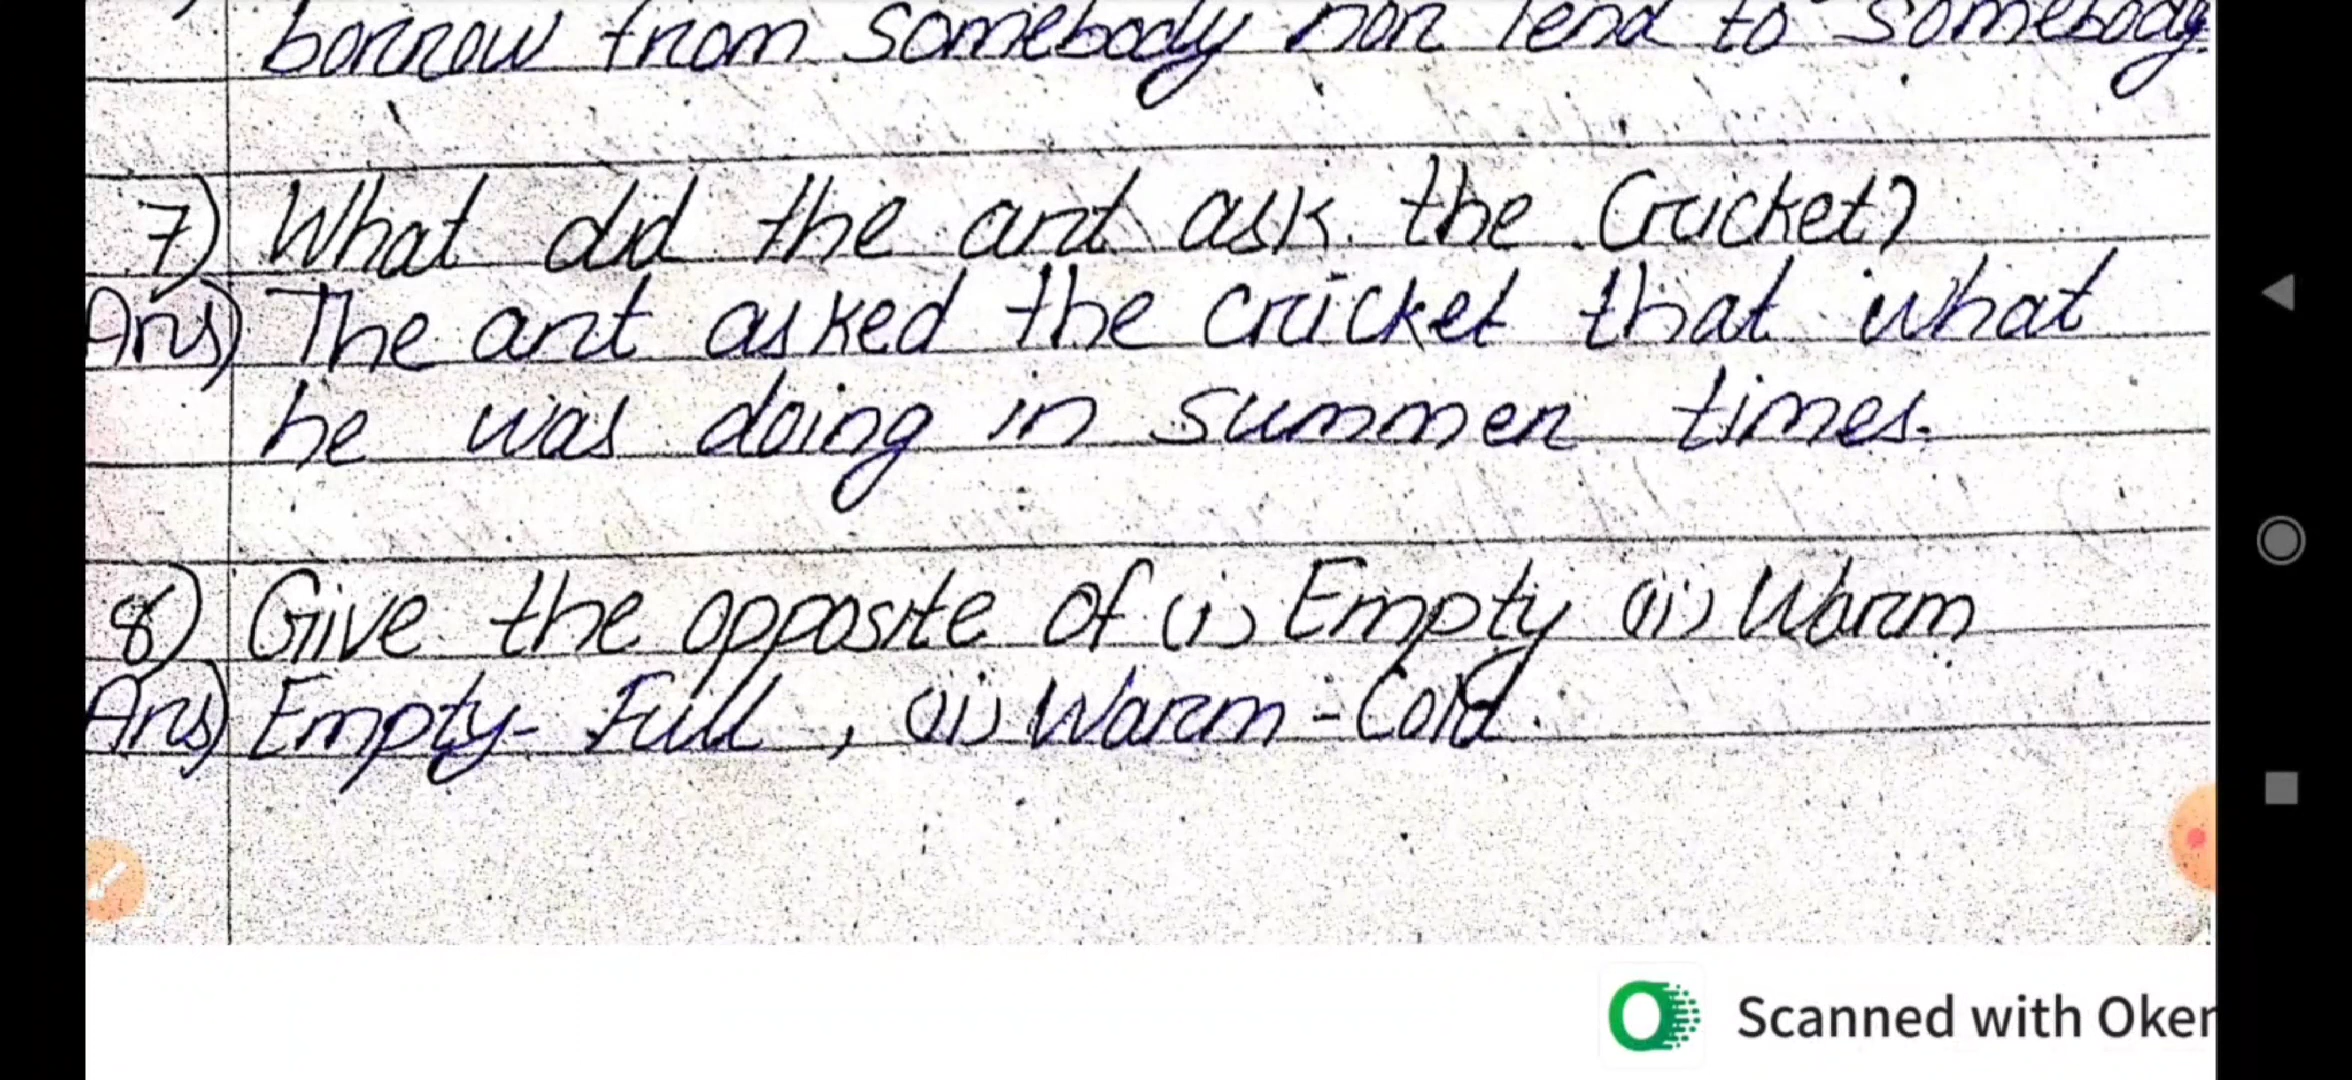 borrow from somebody nor lend to somebody.
7) What did the ant ask the Cricket?
Ans) The ant asked the cricket that what
he was doing in summer times.
8) Give the opposite of (i) Empty (ii) Warm
Ans) Empty- Full, (ii) Warm - Cold.
Scanned with Oker